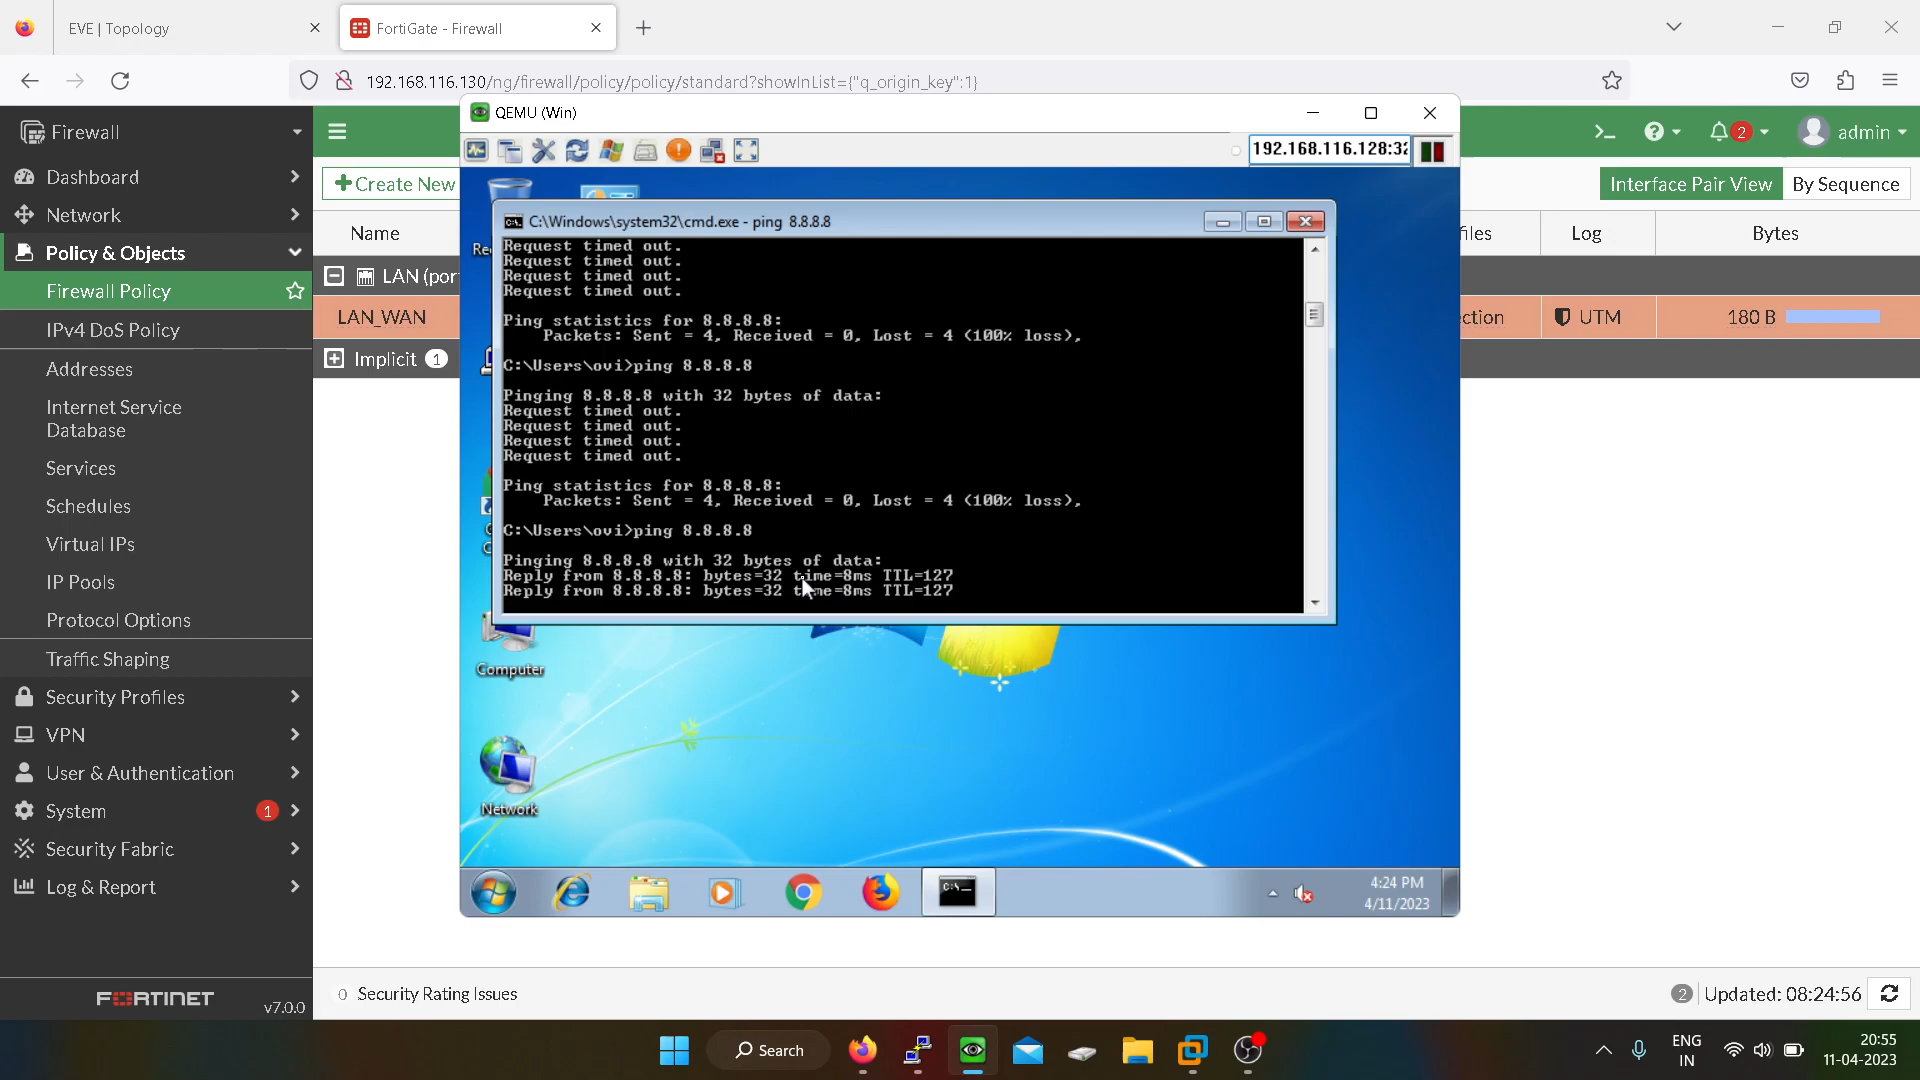 EVE | Topology
FortiGate - Firewall
192.168.116.130/ng/firewall/policy/policy/standard?showInList={"q_origin_key":1}
QEMU (Win)
192.168.116.128:32
Firewall
2
admin
Dashboard
Network
Policy & Objects
Firewall Policy
IPv4 DoS Policy
Addresses
Internet Service
Database
Services
Schedules
Virtual IPs
IP Pools
Protocol Options
Traffic Shaping
Security Profiles
VPN
User & Authentication
System
1
Security Fabric
Log & Report
FORTINET
v7.0.0
Create New
Interface Pair View
By Sequence
Name
Log
Bytes
LAN (port
LAN_WAN
ction
UTM
180 B
Implicit 1
C:\Windows\system32\cmd.exe - ping 8.8.8.8
Request timed out.
Request timed out.
Request timed out.
Request timed out.
Ping statistics for 8.8.8.8:
Packets: Sent = 4, Received = 0, Lost = 4 (100% loss),
C:\Users\ovi>ping 8.8.8.8
Pinging 8.8.8.8 with 32 bytes of data:
Request timed out.
Request timed out.
Request timed out.
Request timed out.
Ping statistics for 8.8.8.8:
Packets: Sent = 4, Received = 0, Lost = 4 (100% loss),
C:\Users\ovi>ping 8.8.8.8
Pinging 8.8.8.8 with 32 bytes of data:
Reply from 8.8.8.8: bytes=32 time=8ms TTL=127
Reply from 8.8.8.8: bytes=32 time=8ms TTL=127
Computer
Network
4:24 PM
4/11/2023
0 Security Rating Issues
2 Updated: 08:24:56
Search
ENG
IN
20:55
11-04-2023